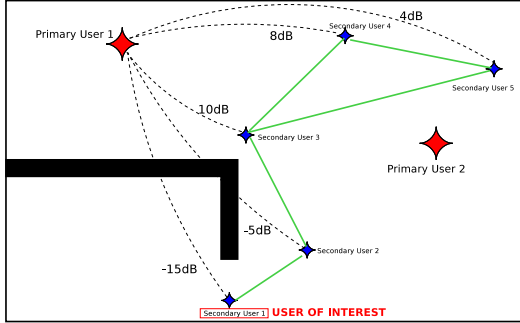 4dB
Secondary User 4
Primary User 1
8dB
Secondary User 5
10dB
Secondary User 3
Primary User 2
-5dB
Secondary User 2
-15dB
Secondary User 1 USER OF INTEREST